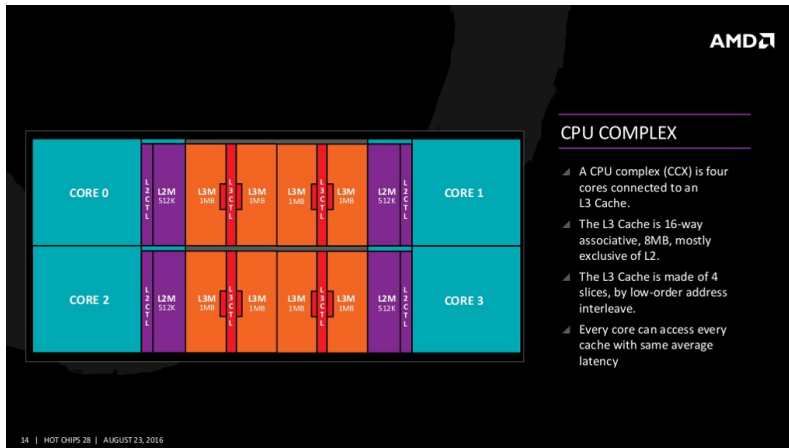 AMD
CPU COMPLEX
A CPU complex (CCX) is four
cores connected to an
L3 Cache.
The L3 Cache is 16-way
associative, 8MB, mostly
exclusive of L2.
The L3 Cache is made of 4
slices, by low-order address
interleave.
Every core can access every
cache with same average
latency
CORE 0
L2CTL
L2M
512K
L3M
1MB
L3CTL
L3M
1MB
L3M
1MB
L3CTL
L3M
1MB
L2M
512K
L2CTL
CORE 1
CORE 2
L2CTL
L2M
512K
L3M
1MB
L3CTL
L3M
1MB
L3M
1MB
L3CTL
L3M
1MB
L2M
512K
L2CTL
CORE 3
14 | HOT CHIPS 28 | AUGUST 23, 2016